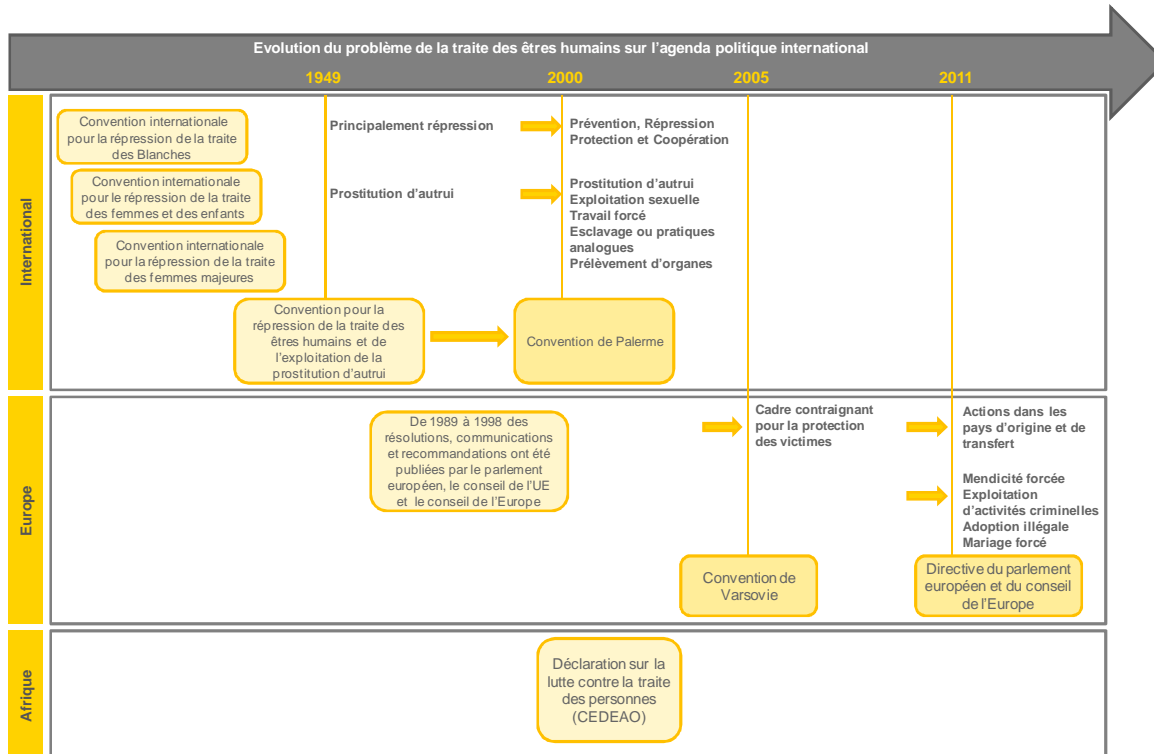 Evolution du problème de la traite des êtres humains sur l'agenda politique international
1949
2000
2005
2011
International
Convention internationale
pour la répression de la traite
des Blanches
Convention internationale
pour le répression de la traite
des femmes et des enfants
Convention internationale
pour la répression de la traite
des femmes majeures
Convention pour la
répression de la traite des
êtres humains et de
l'exploitation de la
prostitution d'autrui
Principalement répression
Prostitution d'autrui
Prévention, Répression
Protection et Coopération
Prostitution d'autrui
Exploitation sexuelle
Travail forcé
Esclavage ou pratiques
analogues
Prélèvement d'organes
Convention de Palerme
Europe
De 1989 à 1998 des
résolutions, communications
et recommandations ont été
publiées par le parlement
européen, le conseil de l'UE
et le conseil de l'Europe
Cadre contraignant
pour la protection
des victimes
Convention de
Varsovie
Actions dans les
pays d'origine et de
transfert
Mendicité forcée
Exploitation
d'activités criminelles
Adoption illégale
Mariage forcé
Directive du parlement
européen et du conseil
de l'Europe
Afrique
Déclaration sur la
lutte contre la traite
des personnes
(CEDEAO)